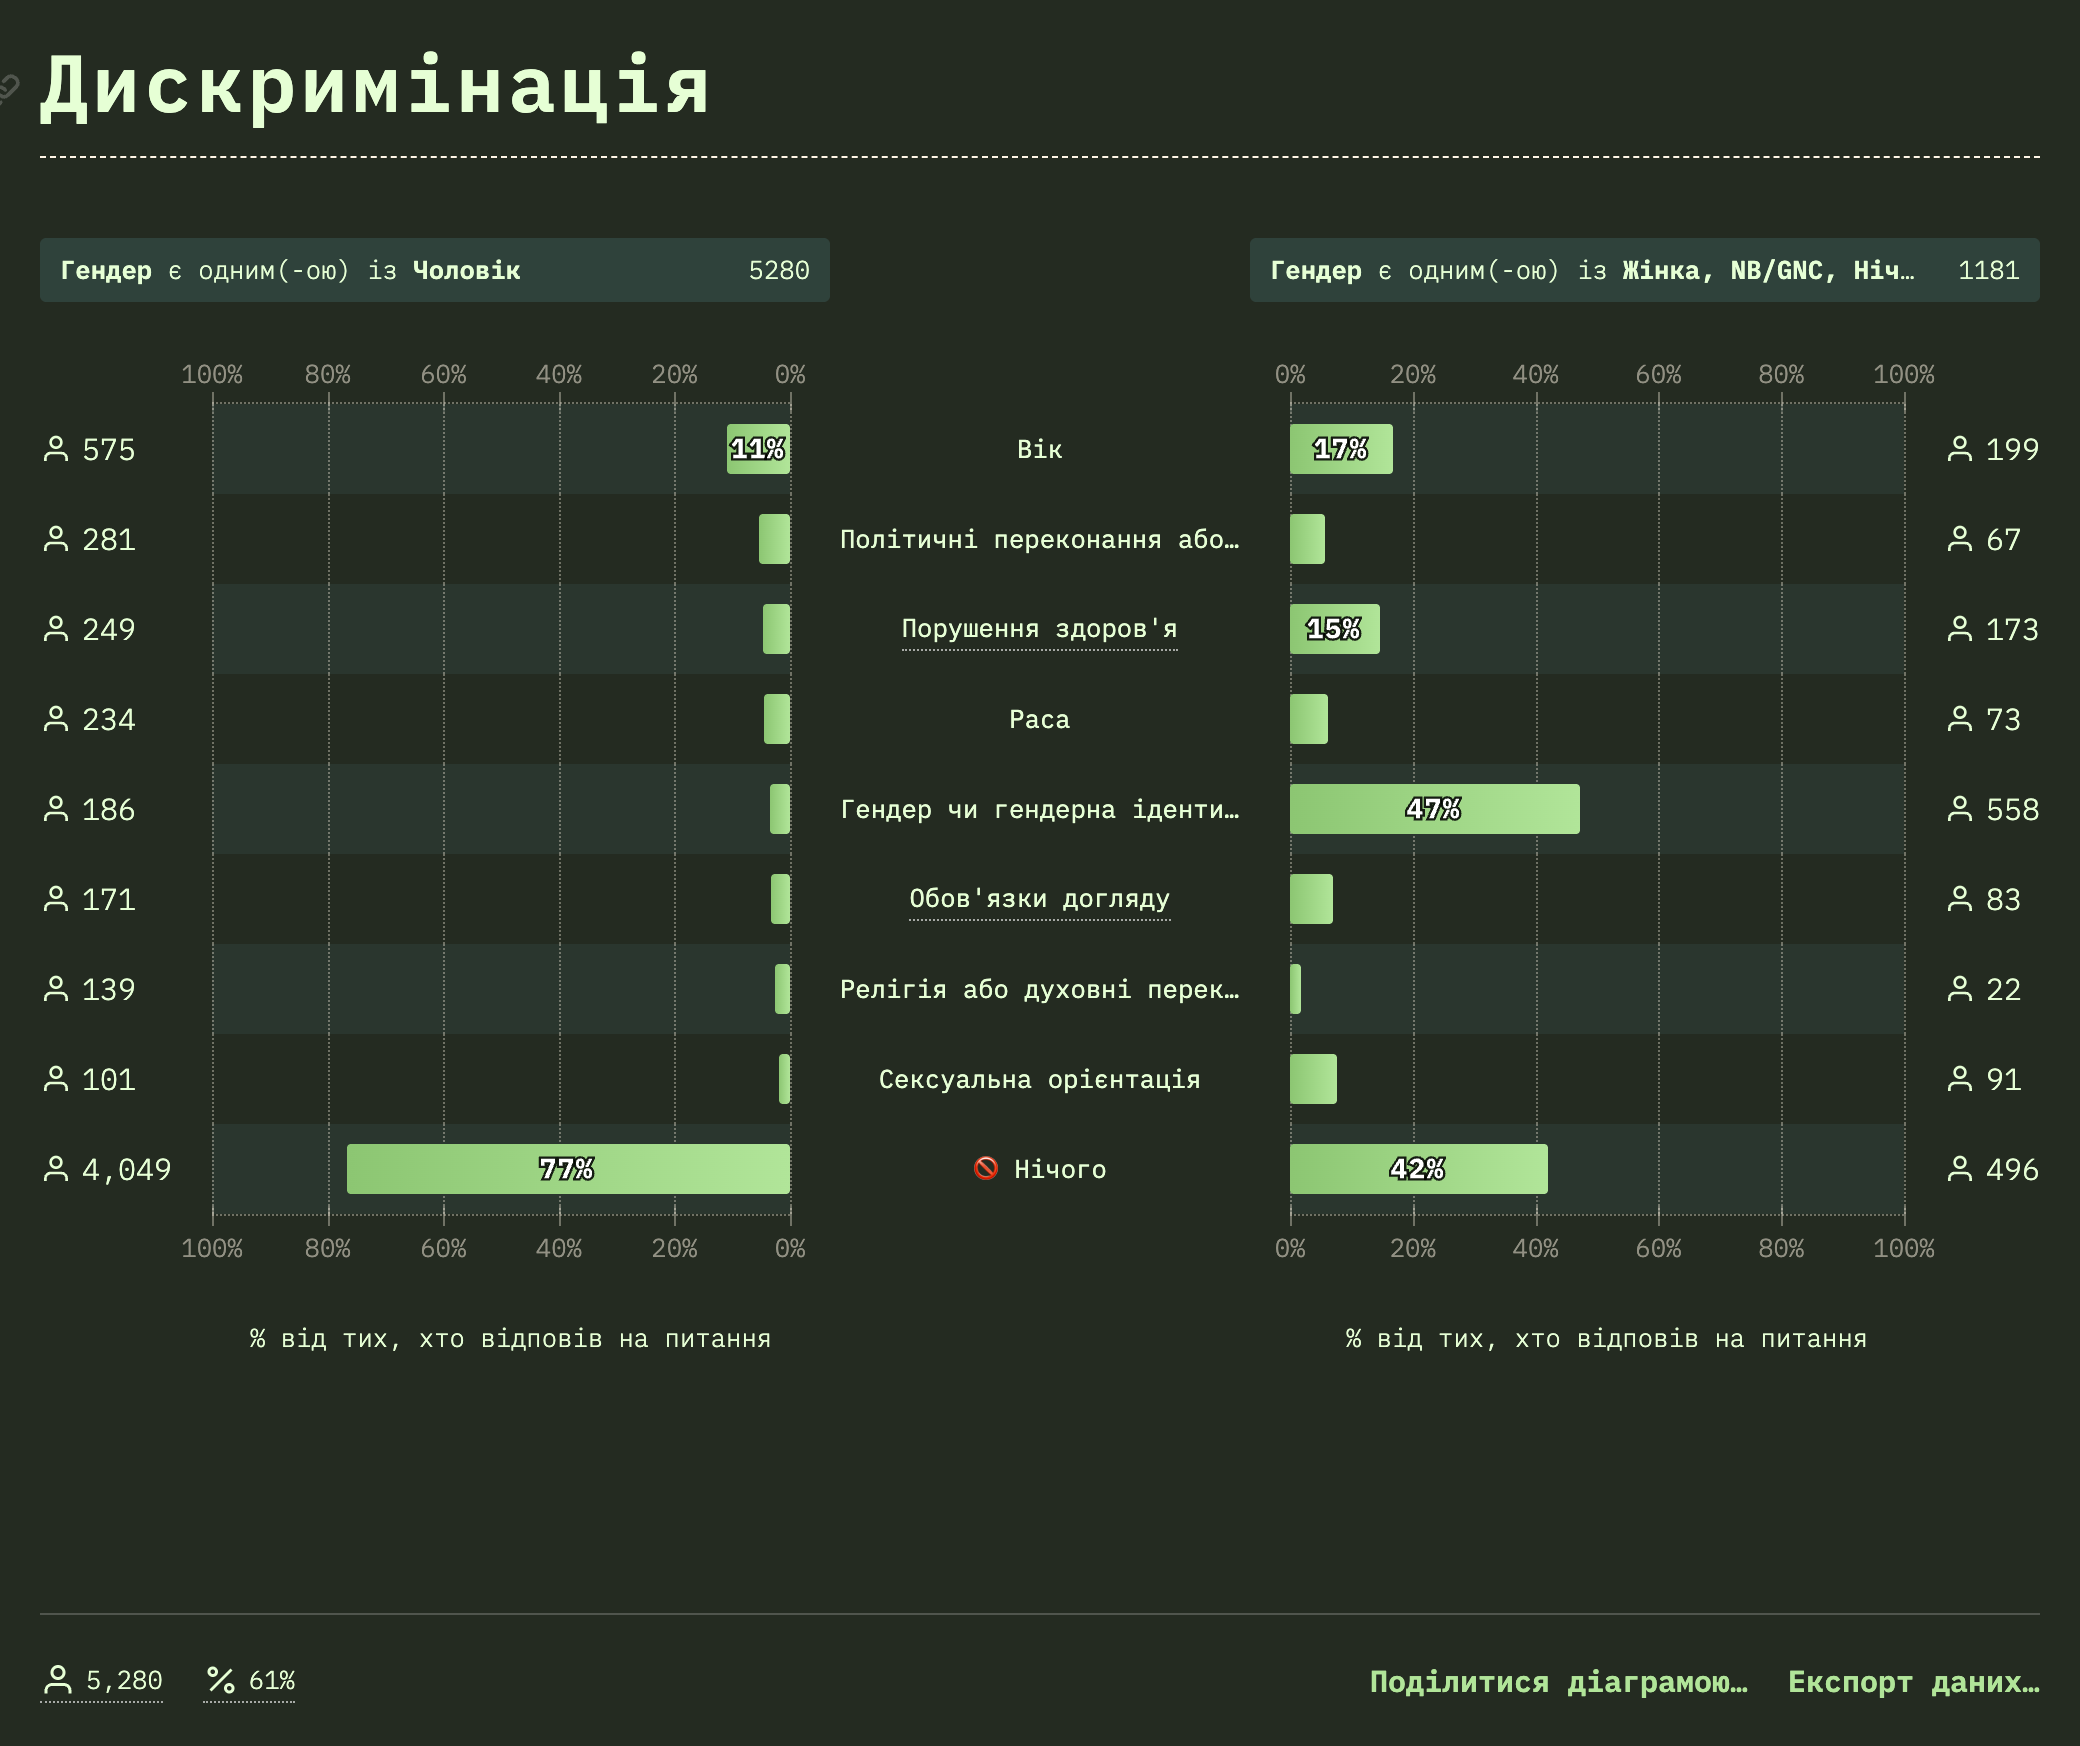 Дискримінація
Гендер є одним(-ою) із Чоловік 5280
Гендер є одним(-ою) із Жінка, NB/GNC, Ніч… 1181
100% 80% 60% 40% 20% 0% 0% 20% 40% 60% 80% 100%
575 11% Вік 17% 199
281 Політичні переконання або… 67
249 Порушення здоров'я 15% 173
234 Раса 73
186 Гендер чи гендерна іденти… 47% 558
171 Обов'язки догляду 83
139 Релігія або духовні перек… 22
101 Сексуальна орієнтація 91
4,049 77% Нічого 42% 496
100% 80% 60% 40% 20% 0% 0% 20% 40% 60% 80% 100%
% від тих, хто відповів на питання % від тих, хто відповів на питання
5,280 61% Поділитися діаграмою… Експорт даних…